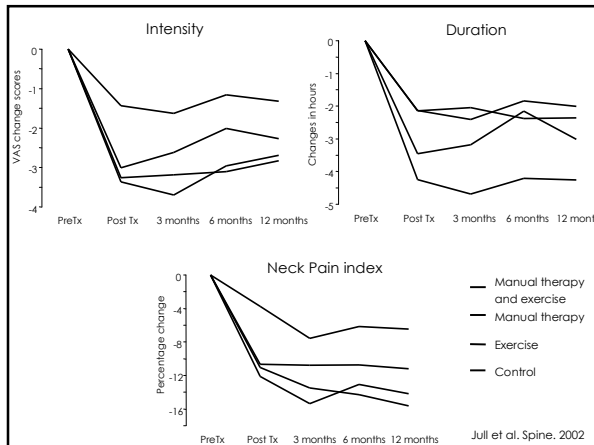 Intensity
0
-1
-2
-3
-4
VAS change scores
PreTx Post Tx 3 months 6 months 12 months
Duration
0
-1
-2
-3
-4
-5
Changes in hours
PreTx Post Tx 3 months 6 months 12 months
Neck Pain index
0
-4
-8
-12
-16
Percentage change
PreTx Post Tx 3 months 6 months 12 months
Manual therapy
and exercise
Manual therapy
Exercise
Control
Jull et al. Spine. 2002